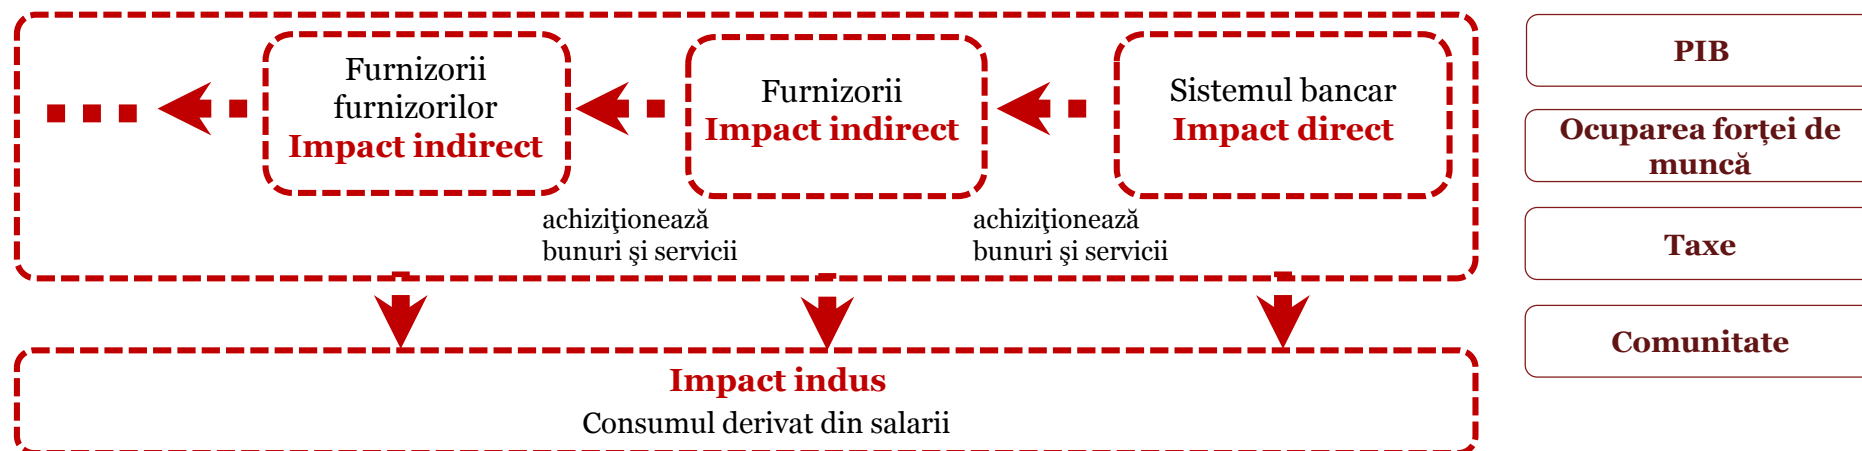 Furnizorii
furnizorilor
Impact indirect
Furnizorii
Impact indirect
Sistemul bancar
Impact direct
achiziţionează
bunuri şi servicii
achiziţionează
bunuri şi servicii
Impact indus
Consumul derivat din salarii
PIB
Ocuparea forței de
muncă
Taxe
Comunitate